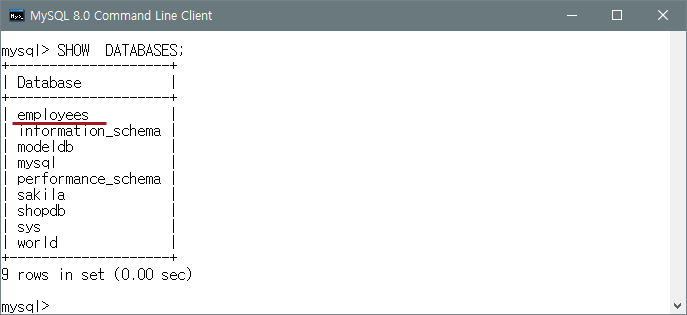 MySQL 8.0 Command Line Client
mysql> SHOW  DATABASES;
+--------------------+
| Database           |
+--------------------+
| employees          |
| information_schema |
| modeldb            |
| mysql              |
| performance_schema |
| sakila             |
| shopdb             |
| sys                |
| world              |
+--------------------+
9 rows in set (0.00 sec)
mysql>